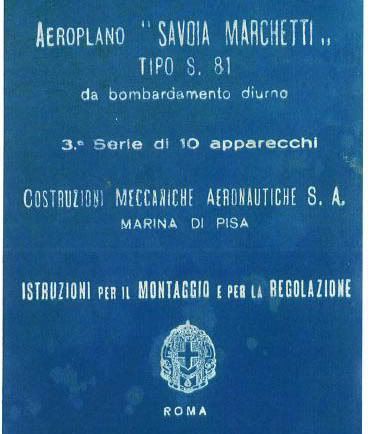 AEROPLANO "SAVOIA MARCHETTI„
TIPO S. 81
da bombardamento diurno
3.ª Serie di 10 apparecchi
COSTRUZIONI MECCANICHE AERONAUTICHE S. A.
MARINA DI PISA
ISTRUZIONI PER IL MONTAGGIO E PER LA REGOLAZIONE
ROMA